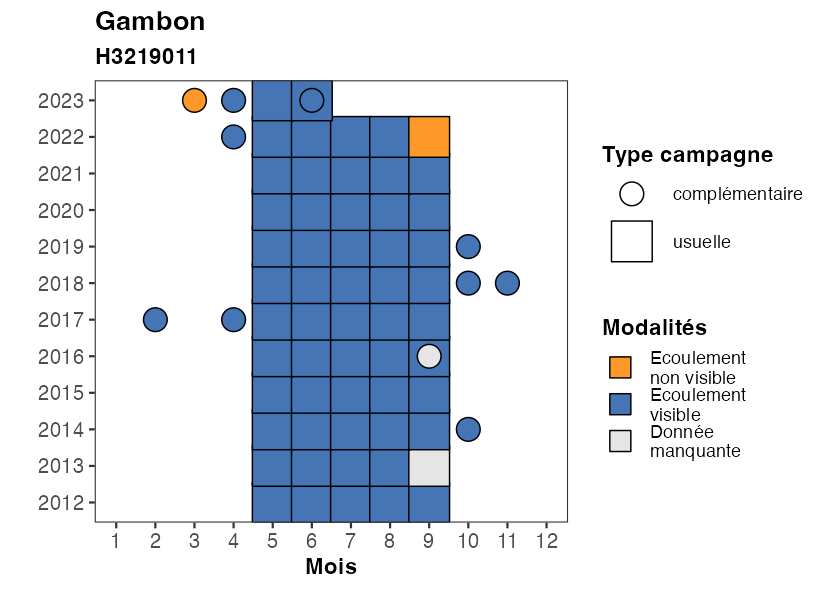 Gambon
H3219011
2023
2022
2021
2020
2019
2018
2017
2016
2015
2014
2013
2012
1 2 3 4 5 6 7 8 9 10 11 12
Mois
Type campagne
complémentaire
usuelle
Modalités
Ecoulement
non visible
Ecoulement
visible
Donnée
manquante